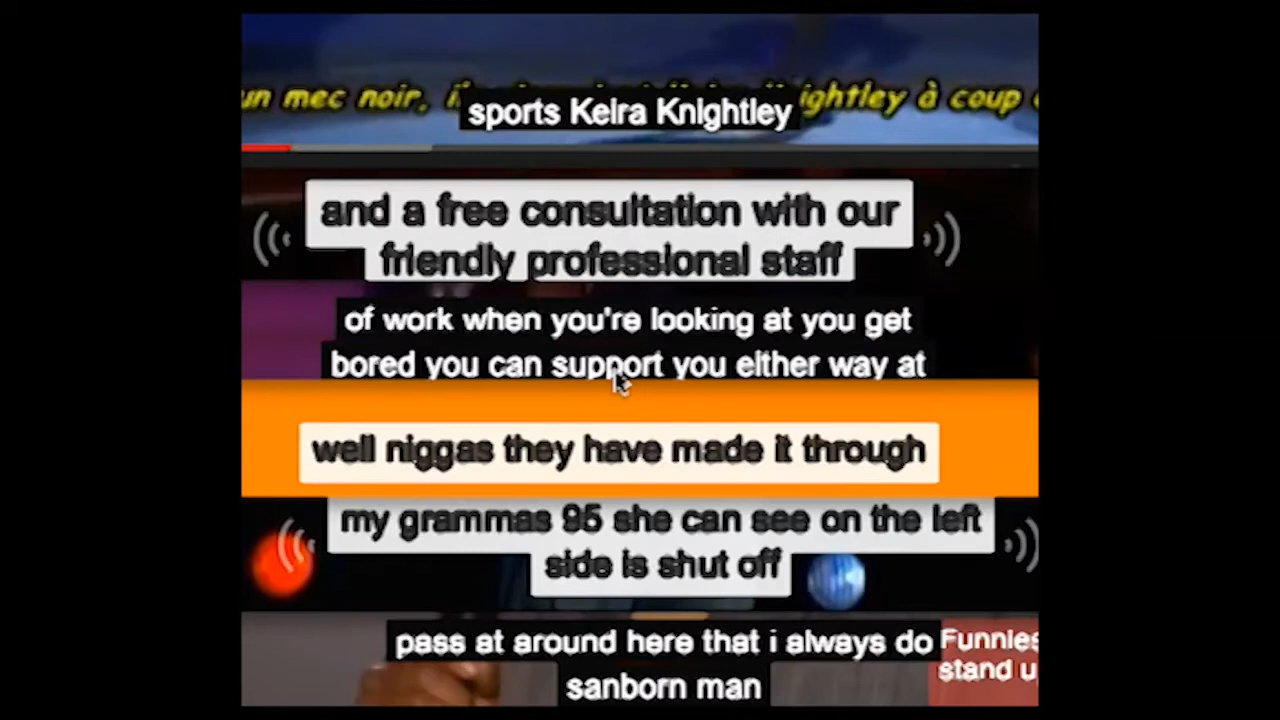 un mec noir, ightley à coup
sports Keira Knightley
and a free consultation with our
friendly professional staff
of work when you're looking at you get
bored you can support you either way at
well niggas they have made it through
my grammas 95 she can see on the left
side is shut off
pass at around here that i always do
sanborn man
Funnies
stand u